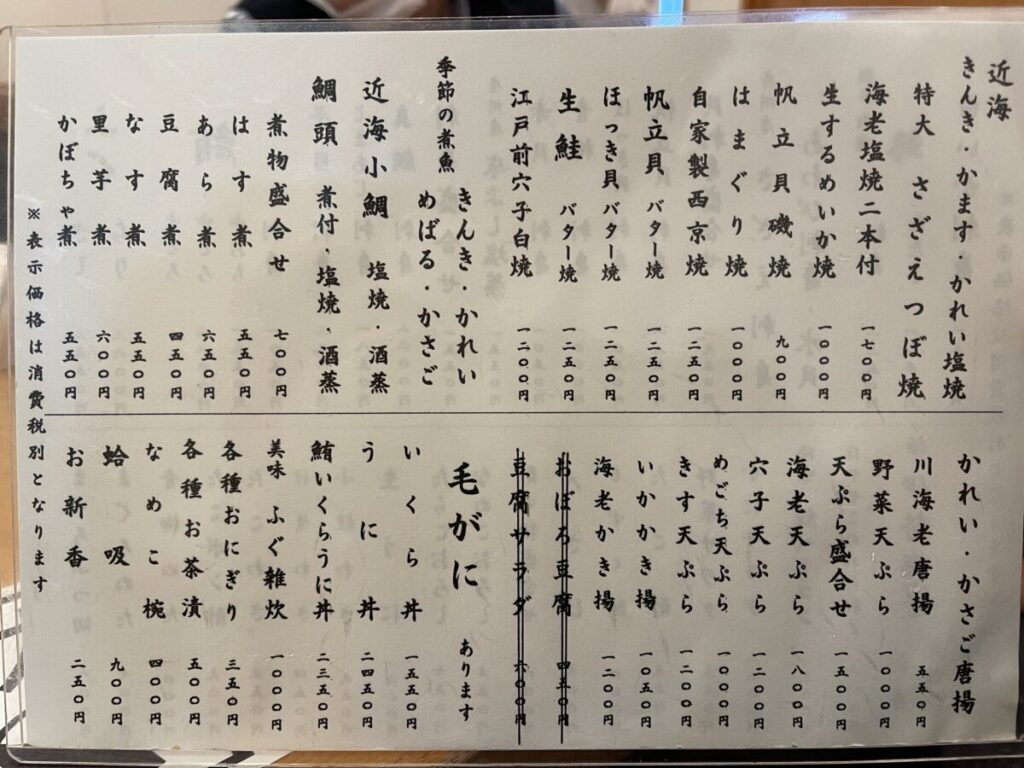 近海
きんき・かます・かれい塩焼
特大 さざえつぼ焼
海老塩焼二本付 一七〇〇円
生するめいか焼 一〇〇〇円
帆立貝磯焼 九〇〇円
はまぐり焼 一〇〇〇円
自家製西京焼 一二五〇円
帆立貝バター焼 一二五〇円
ほっき貝バター焼 一二五〇円
生鮭バター焼 一二五〇円
江戸前穴子白焼 一二〇〇円
季節の煮魚
きんき・かれい
めばる・かさご
近海小鯛 塩焼・酒蒸
鯛頭 煮付・塩焼・酒蒸
煮物盛合せ 七〇〇円
はす煮 五五〇円
あら煮 六五〇円
豆腐煮 四五〇円
なす煮 五五〇円
里芋煮 六〇〇円
かぼちゃ煮 五五〇円
※表示価格は消費税別となります
かれい・かさご唐揚
川海老唐揚 五五〇円
野菜天ぷら 一〇〇〇円
天ぷら盛合せ 一五〇〇円
海老天ぷら 一八〇〇円
穴子天ぷら 一二〇〇円
めごち天ぷら 一〇〇〇円
きす天ぷら 一二〇〇円
いかかき揚 一〇五〇円
海老かき揚 一二〇〇円
おぼろ豆腐 四五〇円
豆腐サラダ 六〇〇円
毛がに あります
いくら丼 一五五〇円
うに丼 二四五〇円
鮪いくらうに丼 二三五〇円
美味 ふぐ雑炊 一〇〇〇円
各種おにぎり 三五〇円
各種お茶漬 五〇〇円
なめこ椀 四〇〇円
蛤吸 九〇〇円
お新香 二五〇円